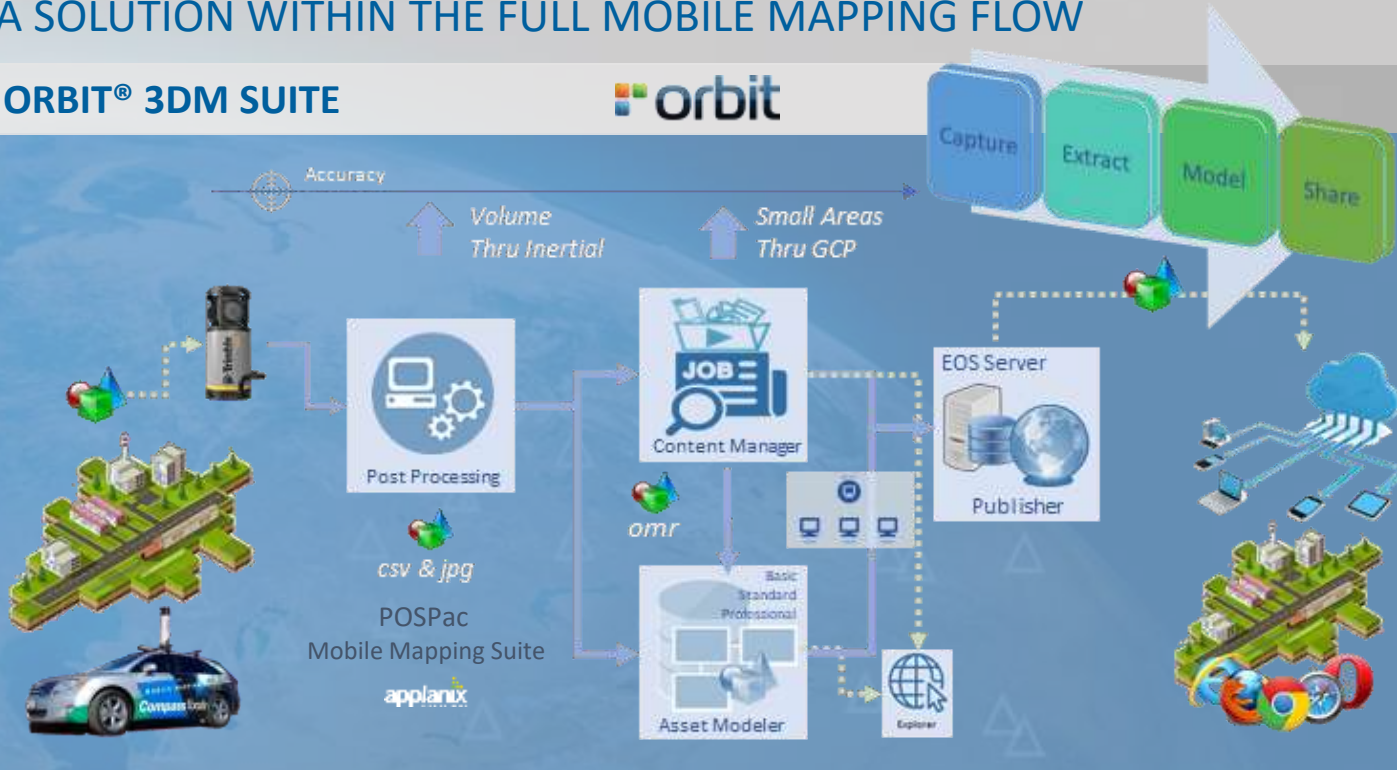 A SOLUTION WITHIN THE FULL MOBILE MAPPING FLOW
ORBIT® 3DM SUITE
orbit
Capture
Extract
Model
Share
Accuracy
Volume
Thru Inertial
Small Areas
Thru GCP
Trimble
Post Processing
JOB
Content Manager
EOS Server
Publisher
csv & jpg
omr
POSPac
Mobile Mapping Suite
applanix
Basic
Standard
Professional
Asset Modeler
Explorer